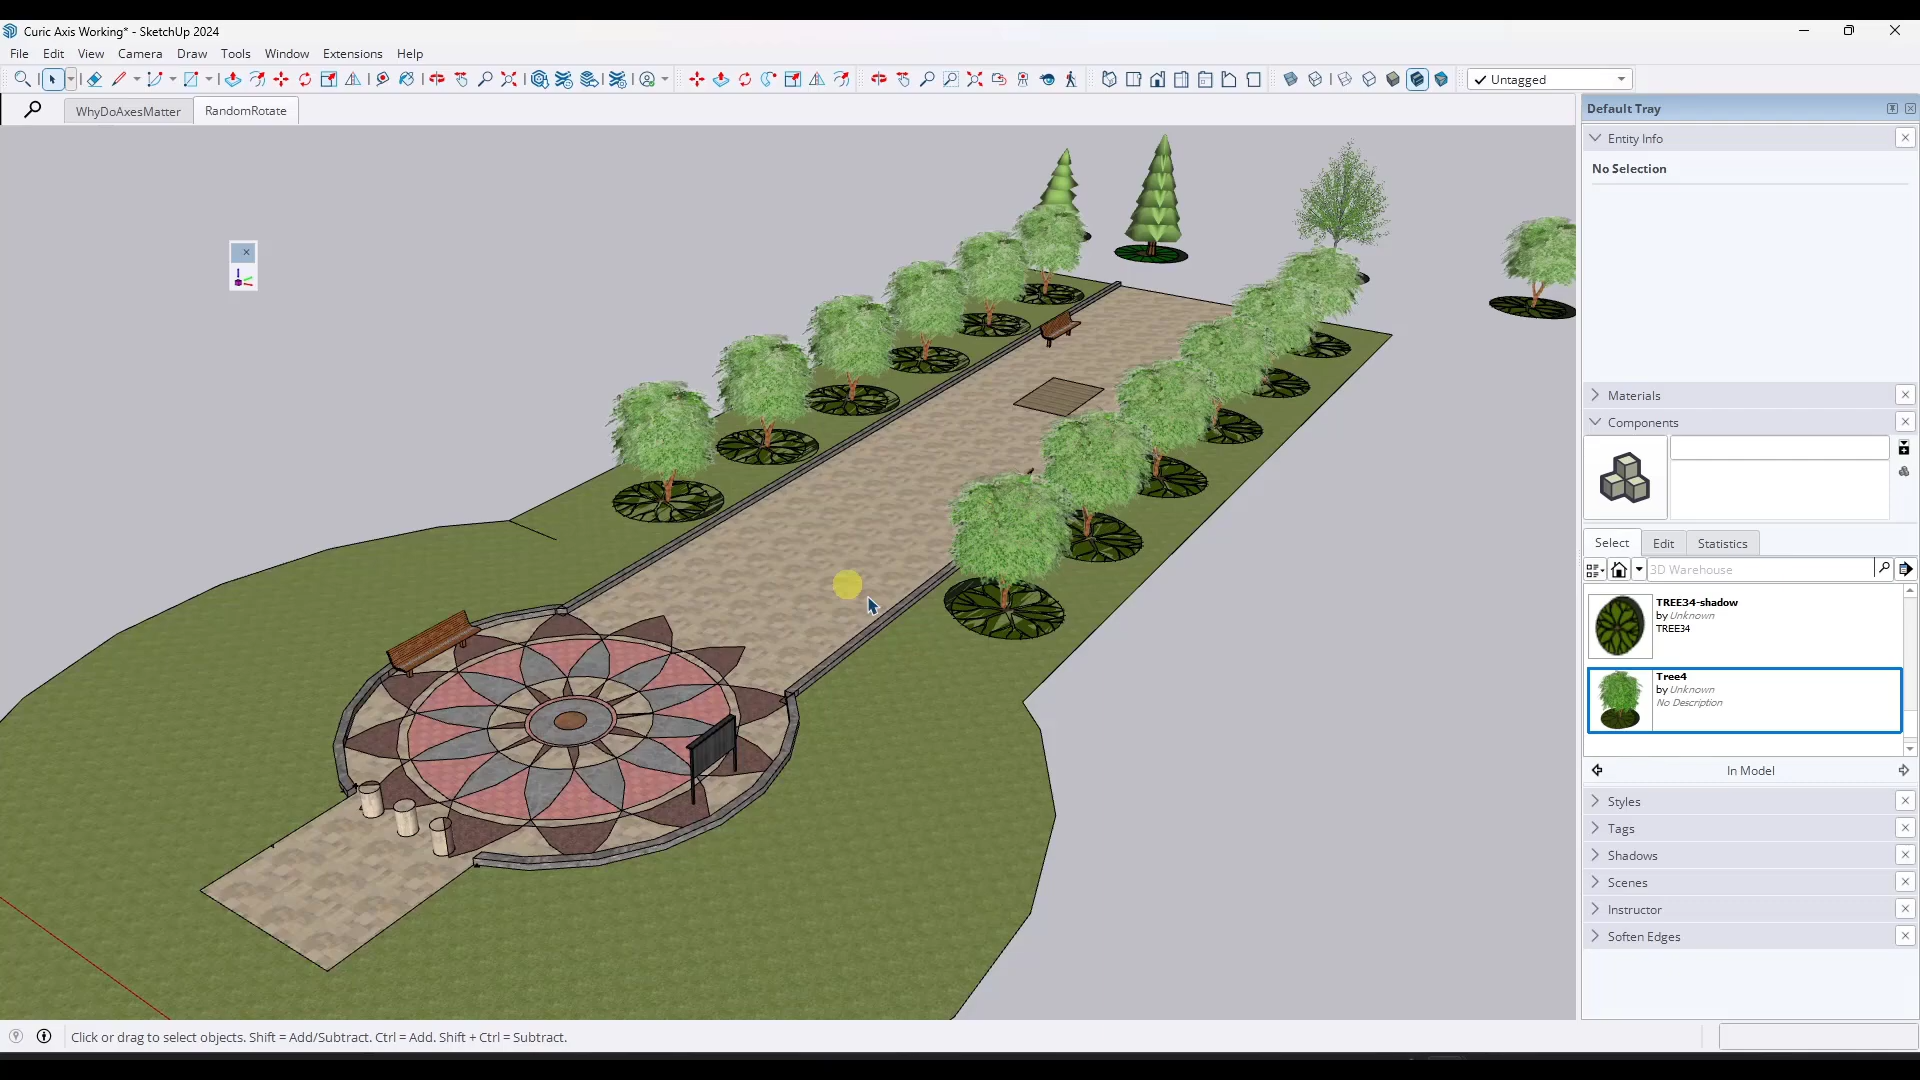 Curic Axis Working* - SketchUp 2024
File Edit View Camera Draw Tools Window Extensions Help
Untagged
WhyDoAxesMatter RandomRotate
Default Tray
Entity Info
No Selection
Materials
Components
Select Edit Statistics
3D Warehouse
TREE34-shadow
by Unknown
TREE34
Tree4
by Unknown
No Description
In Model
Styles
Tags
Shadows
Scenes
Instructor
Soften Edges
Click or drag to select objects. Shift = Add/Subtract. Ctrl = Add. Shift + Ctrl = Subtract.